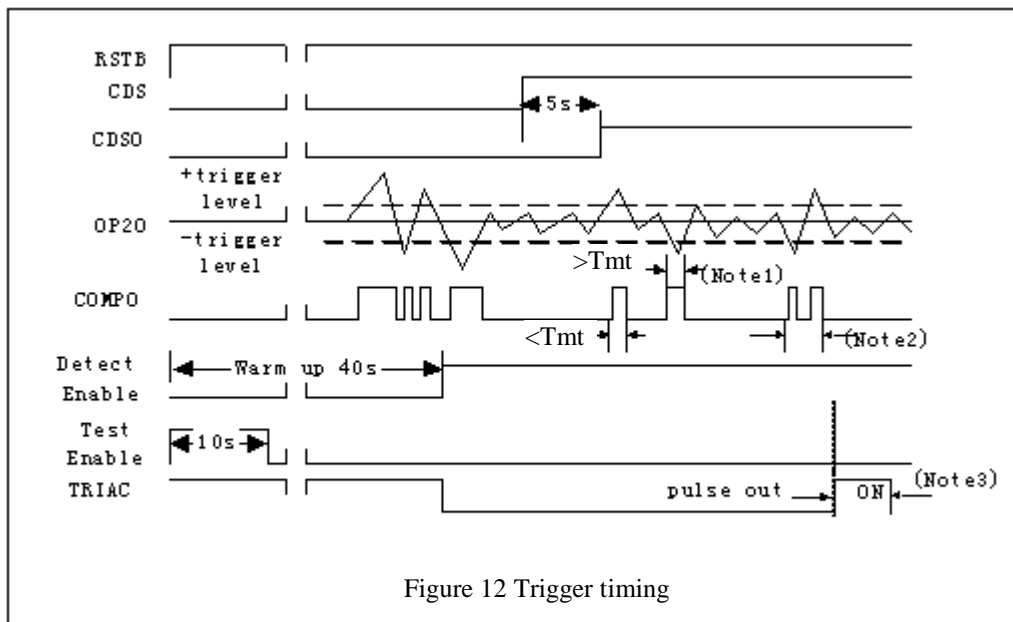 RSTB
CDS
5s
CDSO
+trigger
level
OP2O
-trigger
level
>Tmt
(Note1)
COMPO
<Tmt
(Note2)
Detect
Enable
Warm up 40s
Test
Enable
10s
TRIAC
pulse out
ON
(Note3)
Figure 12 Trigger timing